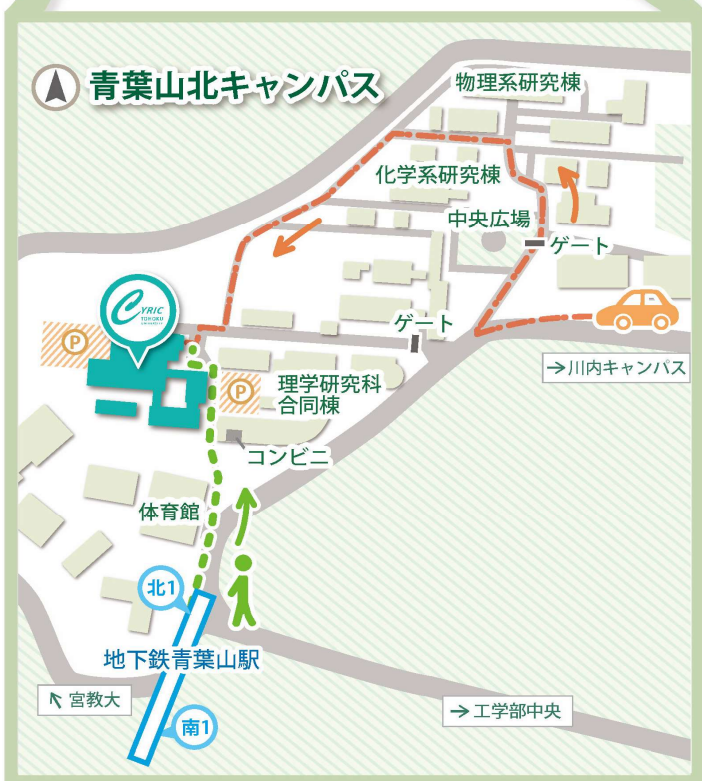 青葉山北キャンパス
物理系研究棟
化学系研究棟
中央広場
ゲート
CYRIC
TOHOKU
UNIVERSITY
P
ゲート
→川内キャンパス
P
理学研究科
合同棟
コンビニ
体育館
北1
地下鉄青葉山駅
↖宮教大
→工学部中央
南1